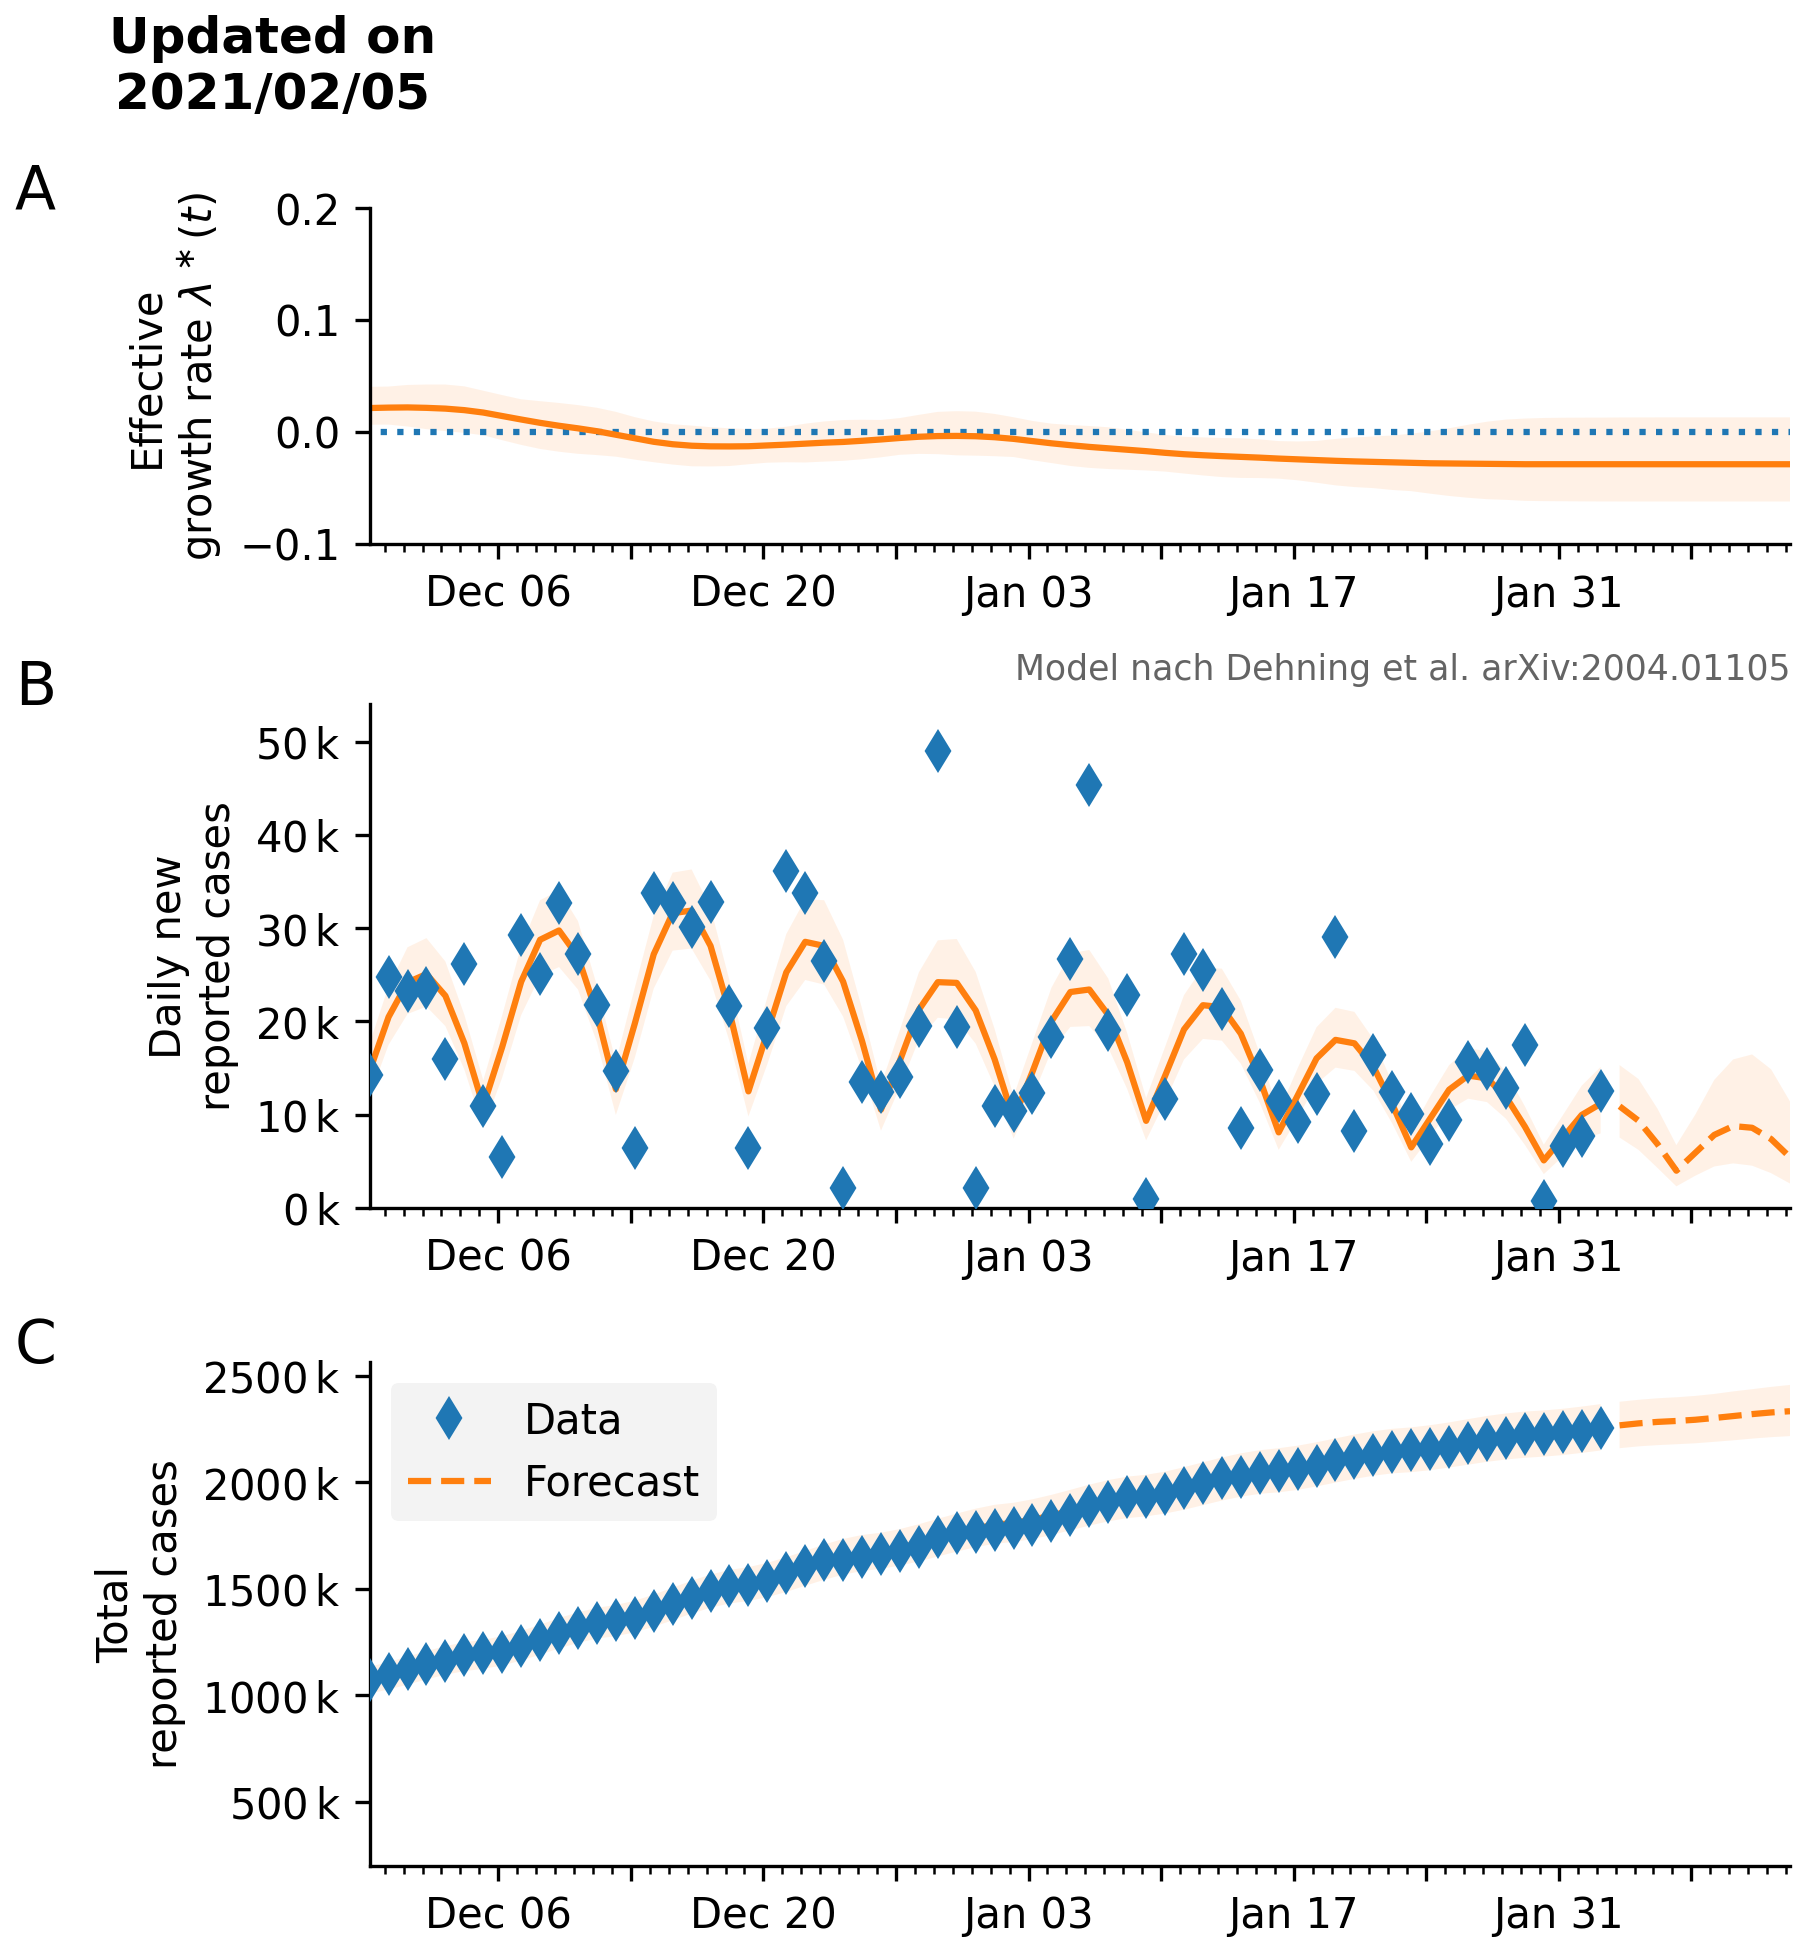 Updated on
2021/02/05
A
Effective
growth rate λ * (t)
0.2
0.1
0.0
−0.1
Dec 06
Dec 20
Jan 03
Jan 17
Jan 31
Model nach Dehning et al. arXiv:2004.01105
B
Daily new
reported cases
50 k
40 k
30 k
20 k
10 k
0 k
Dec 06
Dec 20
Jan 03
Jan 17
Jan 31
C
Total
reported cases
2500 k
2000 k
1500 k
1000 k
500 k
Data
Forecast
Dec 06
Dec 20
Jan 03
Jan 17
Jan 31